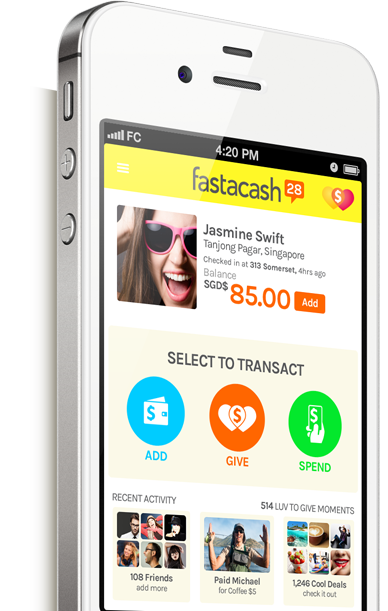 FC
4:20 PM
fastacash
28
$
Jasmine Swift
Tanjong Pagar, Singapore
Checked in at 313 Somerset, 4hrs ago
Balance
SGD$ 85.00 Add
SELECT TO TRANSACT
$ $ $
ADD GIVE SPEND
RECENT ACTIVITY 514 LUV TO GIVE MOMENTS
108 Friends
add more
Paid Michael
for Coffee $5
1,246 Cool Deals
check it out